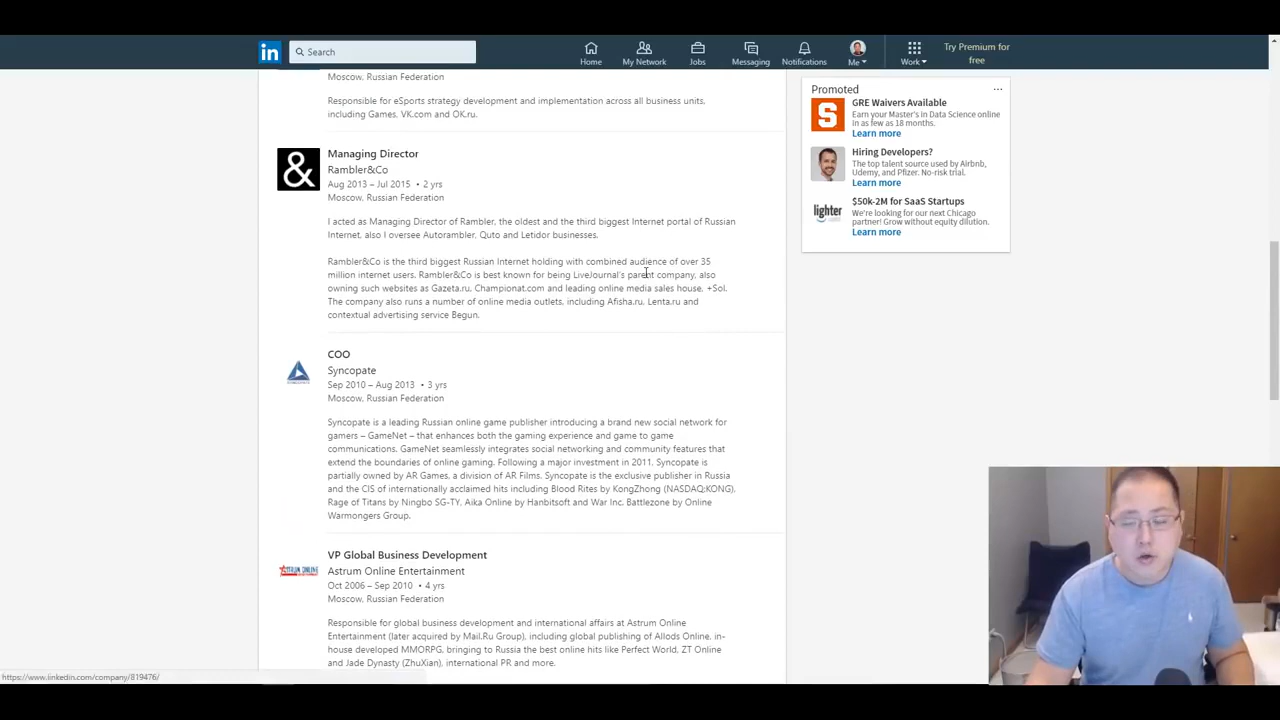 in
Search
Home
My Network
Jobs
Messaging
Notifications
Me
Work
Try Premium for
free
Moscow, Russian Federation
Responsible for eSports strategy development and implementation across all business units,
including Games, VK.com and OK.ru.
&
Managing Director
Rambler&Co
Aug 2013 – Jul 2015 • 2 yrs
Moscow, Russian Federation
I acted as Managing Director of Rambler, the oldest and the third biggest Internet portal of Russian
Internet, also I oversee Autorambler, Quto and Letidor businesses.
Rambler&Co is the third biggest Russian Internet holding with combined audience of over 35
million internet users. Rambler&Co is best known for being LiveJournal's parent company, also
owning such websites as Gazeta.ru, Championat.com and leading online media sales house, +Sol.
The company also runs a number of online media outlets, including Afisha.ru, Lenta.ru and
contextual advertising service Begun.
COO
Syncopate
Sep 2010 – Aug 2013 • 3 yrs
Moscow, Russian Federation
Syncopate is a leading Russian online game publisher introducing a brand new social network for
gamers – GameNet – that enhances both the gaming experience and game to game
communications. GameNet seamlessly integrates social networking and community features that
extend the boundaries of online gaming. Following a major investment in 2011, Syncopate is
partially owned by AR Games, a division of AR Films. Syncopate is the exclusive publisher in Russia
and the CIS of internationally acclaimed hits including Blood Rites by KongZhong (NASDAQ:KONG),
Rage of Titans by Ningbo SG-TY, Aika Online by Hanbitsoft and War Inc. Battlezone by Online
Warmongers Group.
ASTRUM ONLINE
VP Global Business Development
Astrum Online Entertainment
Oct 2006 – Sep 2010 • 4 yrs
Moscow, Russian Federation
Responsible for global business development and international affairs at Astrum Online
Entertainment (later acquired by Mail.Ru Group), including global publishing of Allods Online, in-
house developed MMORPG, bringing to Russia the best online hits like Perfect World, ZT Online
and Jade Dynasty (ZhuXian), international PR and more.
Promoted
GRE Waivers Available
Earn your Master's in Data Science online
in as few as 18 months.
Learn more
Hiring Developers?
The top talent source used by Airbnb,
Udemy, and Pfizer. No-risk trial.
Learn more
lighter
$50k-2M for SaaS Startups
We're looking for our next Chicago
partner! Grow without equity dilution.
Learn more
https://www.linkedin.com/company/819476/